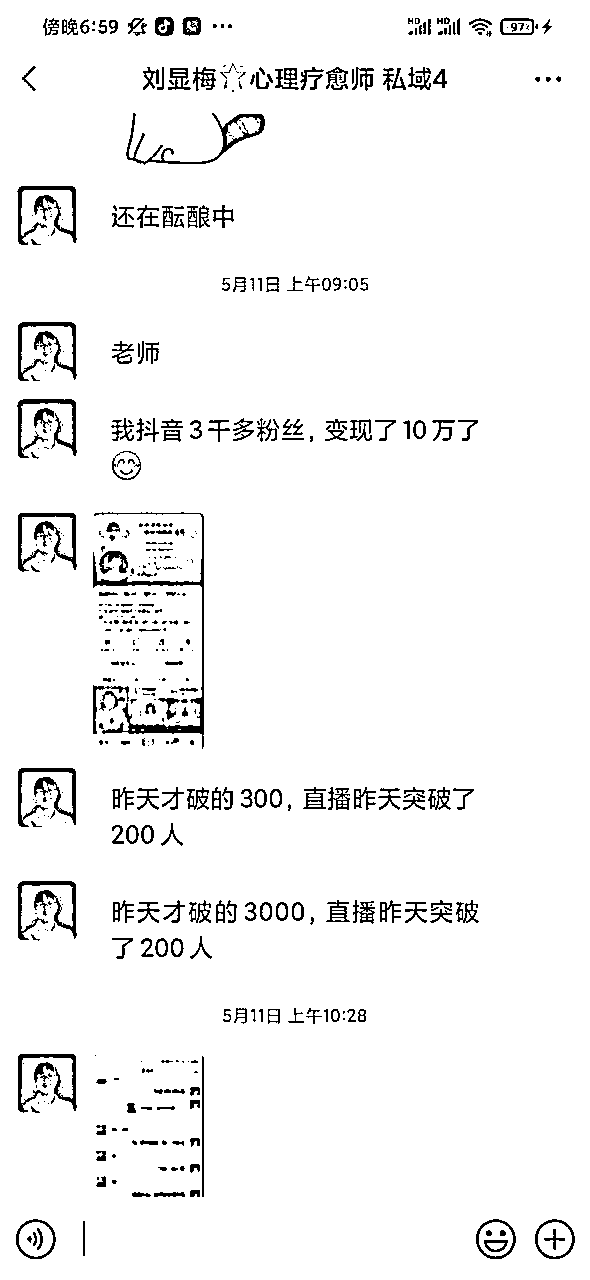 傍晚6:59
97
刘显梅☆心理疗愈师 私域4
还在酝酿中
5月11日 上午09:05
老师
我抖音3千多粉丝，变现了10万了
😊
昨天才破的300，直播昨天突破了
200人
昨天才破的3000，直播昨天突破
了200人
5月11日 上午10:28